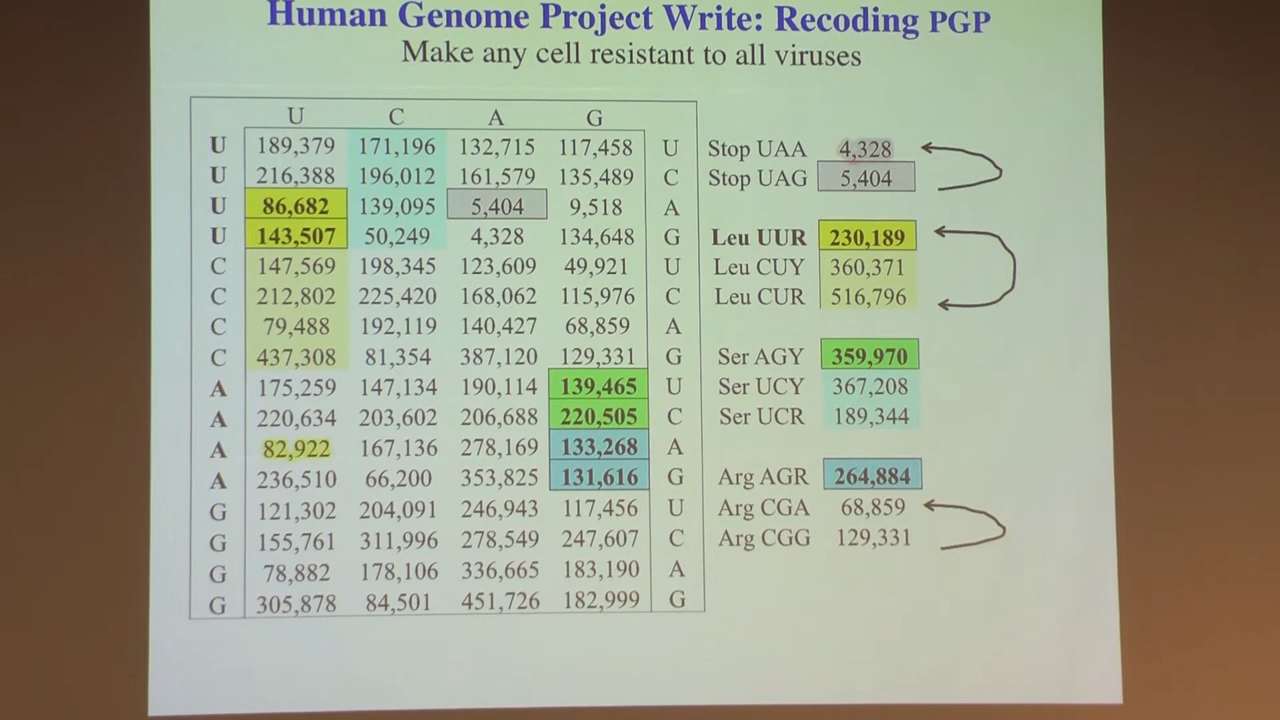 Human Genome Project Write: Recoding PGP
Make any cell resistant to all viruses
U C A G
U 189,379 171,196 132,715 117,458 U Stop UAA 4,328
U 216,388 196,012 161,579 135,489 C Stop UAG 5,404
U 86,682 139,095 5,404 9,518 A
U 143,507 50,249 4,328 134,648 G Leu UUR 230,189
C 147,569 198,345 123,609 49,921 U Leu CUY 360,371
C 212,802 225,420 168,062 115,976 C Leu CUR 516,796
C 79,488 192,119 140,427 68,859 A
C 437,308 81,354 387,120 129,331 G Ser AGY 359,970
A 175,259 147,134 190,114 139,465 U Ser UCY 367,208
A 220,634 203,602 206,688 220,505 C Ser UCR 189,344
A 82,922 167,136 278,169 133,268 A
A 236,510 66,200 353,825 131,616 G Arg AGR 264,884
G 121,302 204,091 246,943 117,456 U Arg CGA 68,859
G 155,761 311,996 278,549 247,607 C Arg CGG 129,331
G 78,882 178,106 336,665 183,190 A
G 305,878 84,501 451,726 182,999 G